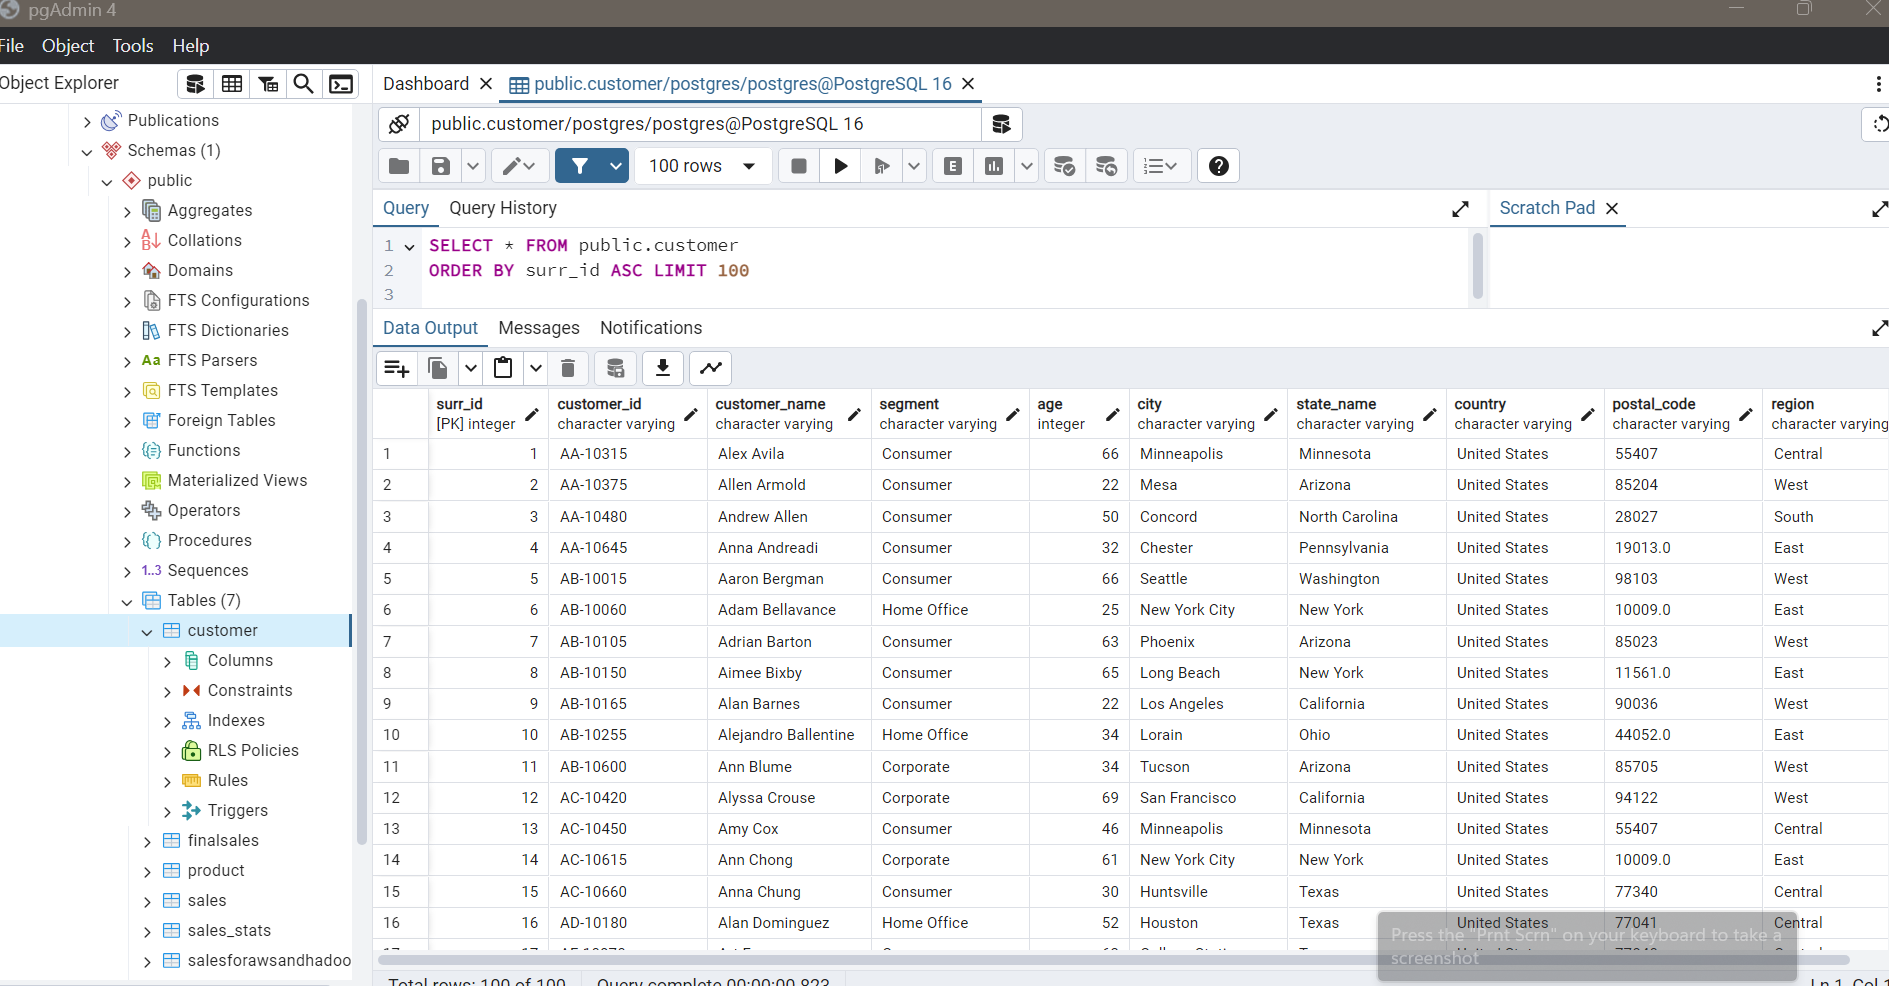 pgAdmin 4
File Object Tools Help
Object Explorer
Dashboard
public.customer/postgres/postgres@PostgreSQL 16
public.customer/postgres/postgres@PostgreSQL 16
100 rows
E
Query Query History
Scratch Pad
1 SELECT * FROM public.customer
2 ORDER BY surr_id ASC LIMIT 100
3
Data Output Messages Notifications
Publications
Schemas (1)
public
Aggregates
Collations
Domains
FTS Configurations
FTS Dictionaries
Aa FTS Parsers
FTS Templates
Foreign Tables
Functions
Materialized Views
Operators
Procedures
1..3 Sequences
Tables (7)
customer
Columns
Constraints
Indexes
RLS Policies
Rules
Triggers
finalsales
product
sales
sales_stats
salesforawsandhadoo
surr_id customer_id customer_name segment age city state_name country postal_code region
[PK] integer character varying character varying character varying integer character varying character varying character varying character varying character varying
1 1 AA-10315 Alex Avila Consumer 66 Minneapolis Minnesota United States 55407 Central
2 2 AA-10375 Allen Armold Consumer 22 Mesa Arizona United States 85204 West
3 3 AA-10480 Andrew Allen Consumer 50 Concord North Carolina United States 28027 South
4 4 AA-10645 Anna Andreadi Consumer 32 Chester Pennsylvania United States 19013.0 East
5 5 AB-10015 Aaron Bergman Consumer 66 Seattle Washington United States 98103 West
6 6 AB-10060 Adam Bellavance Home Office 25 New York City New York United States 10009.0 East
7 7 AB-10105 Adrian Barton Consumer 63 Phoenix Arizona United States 85023 West
8 8 AB-10150 Aimee Bixby Consumer 65 Long Beach New York United States 11561.0 East
9 9 AB-10165 Alan Barnes Consumer 22 Los Angeles California United States 90036 West
10 10 AB-10255 Alejandro Ballentine Home Office 34 Lorain Ohio United States 44052.0 East
11 11 AB-10600 Ann Blume Corporate 34 Tucson Arizona United States 85705 West
12 12 AC-10420 Alyssa Crouse Corporate 69 San Francisco California United States 94122 West
13 13 AC-10450 Amy Cox Consumer 46 Minneapolis Minnesota United States 55407 Central
14 14 AC-10615 Ann Chong Corporate 61 New York City New York United States 10009.0 East
15 15 AC-10660 Anna Chung Consumer 30 Huntsville Texas United States 77340 Central
16 16 AD-10180 Alan Dominguez Home Office 52 Houston Texas United States 77041 Central
Press the "Prnt Scrn" on your keyboard to take a
screenshot
Total rows: 100 of 100 Query complete 00:00:00.823 Ln 1, Col 1